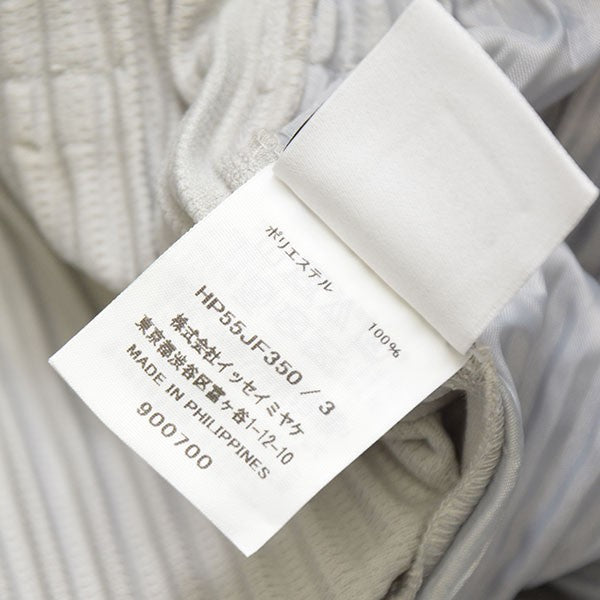 ポリエステル 100%
HP55JF350 / 3
株式会社イッセイミヤケ
東京都渋谷区富ケ谷1-12-10
MADE IN PHILIPPINES
900700